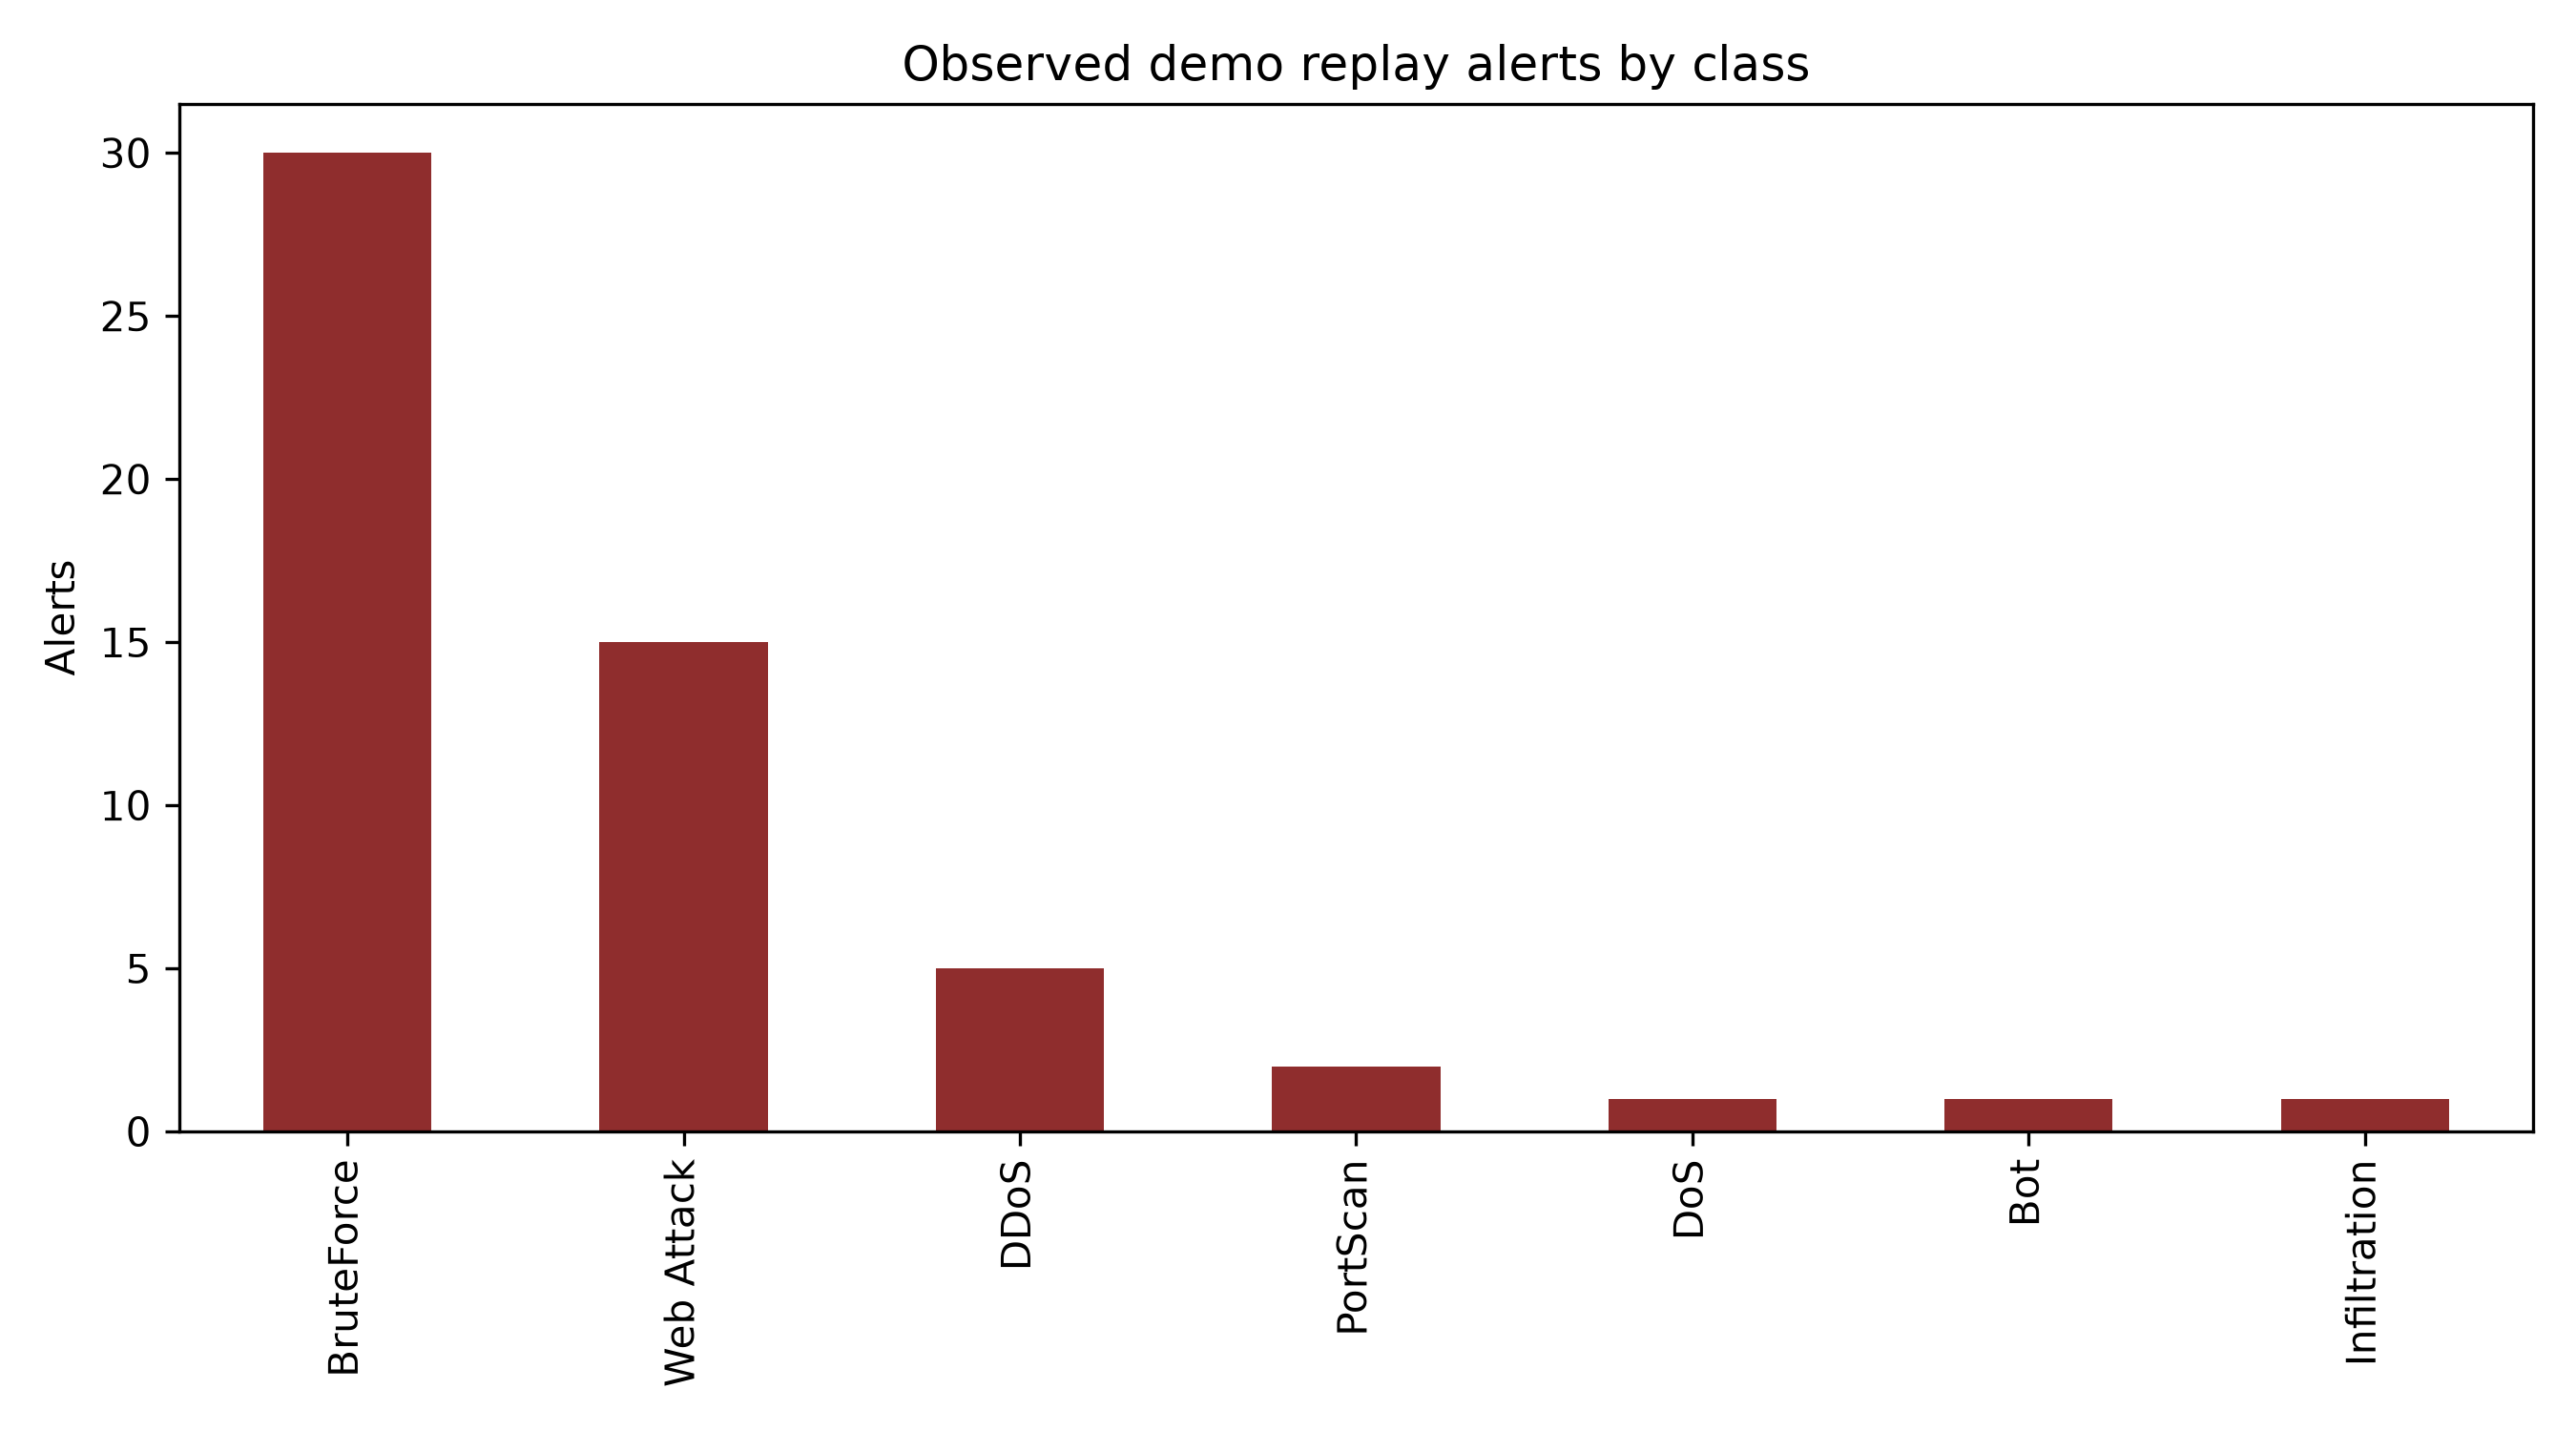 Observed demo replay alerts by class
Alerts
30
25
20
15
10
5
0
BruteForce
Web Attack
DDoS
PortScan
DoS
Bot
Infiltration